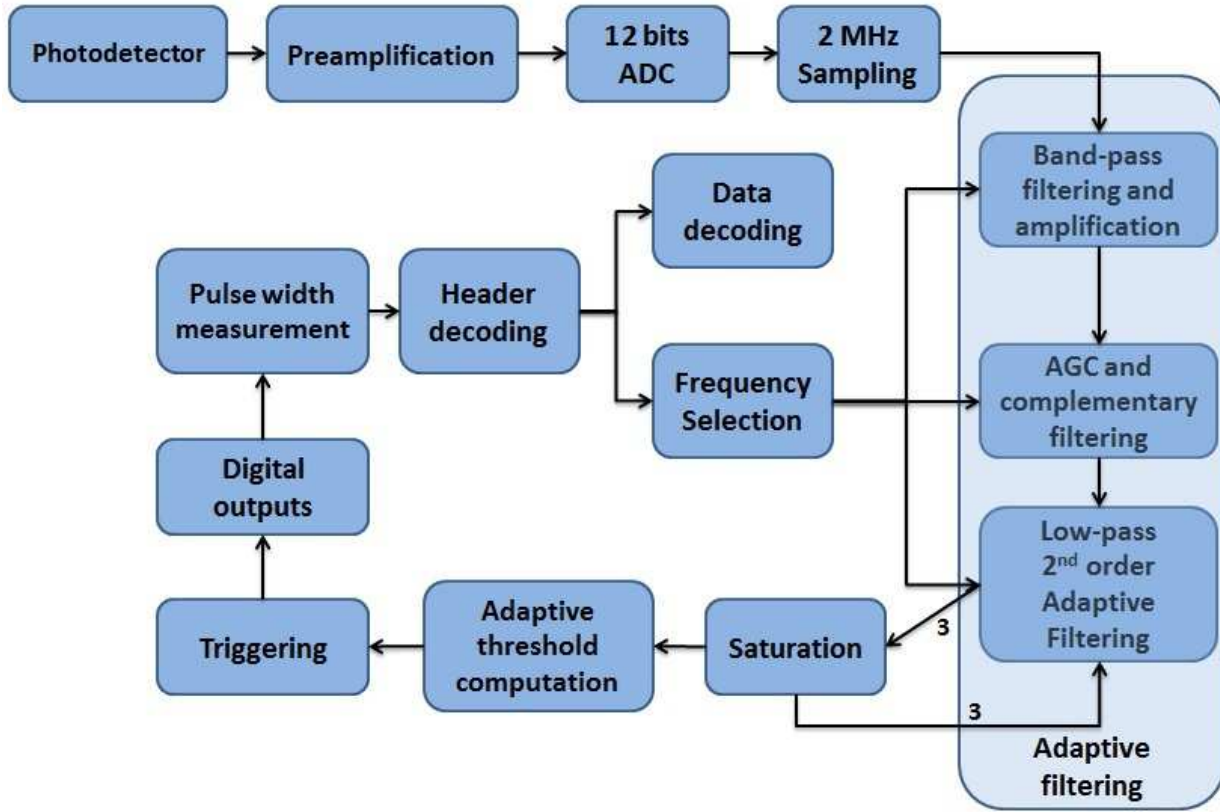 Photodetector
Preamplification
12 bits
ADC
2 MHz
Sampling
Band-pass
filtering and
amplification
Data
decoding
Pulse width
measurement
Header
decoding
Frequency
Selection
AGC and
complementary
filtering
Digital
outputs
Low-pass
2nd order
Adaptive
Filtering
Triggering
Adaptive
threshold
computation
Saturation
3
3
Adaptive
filtering